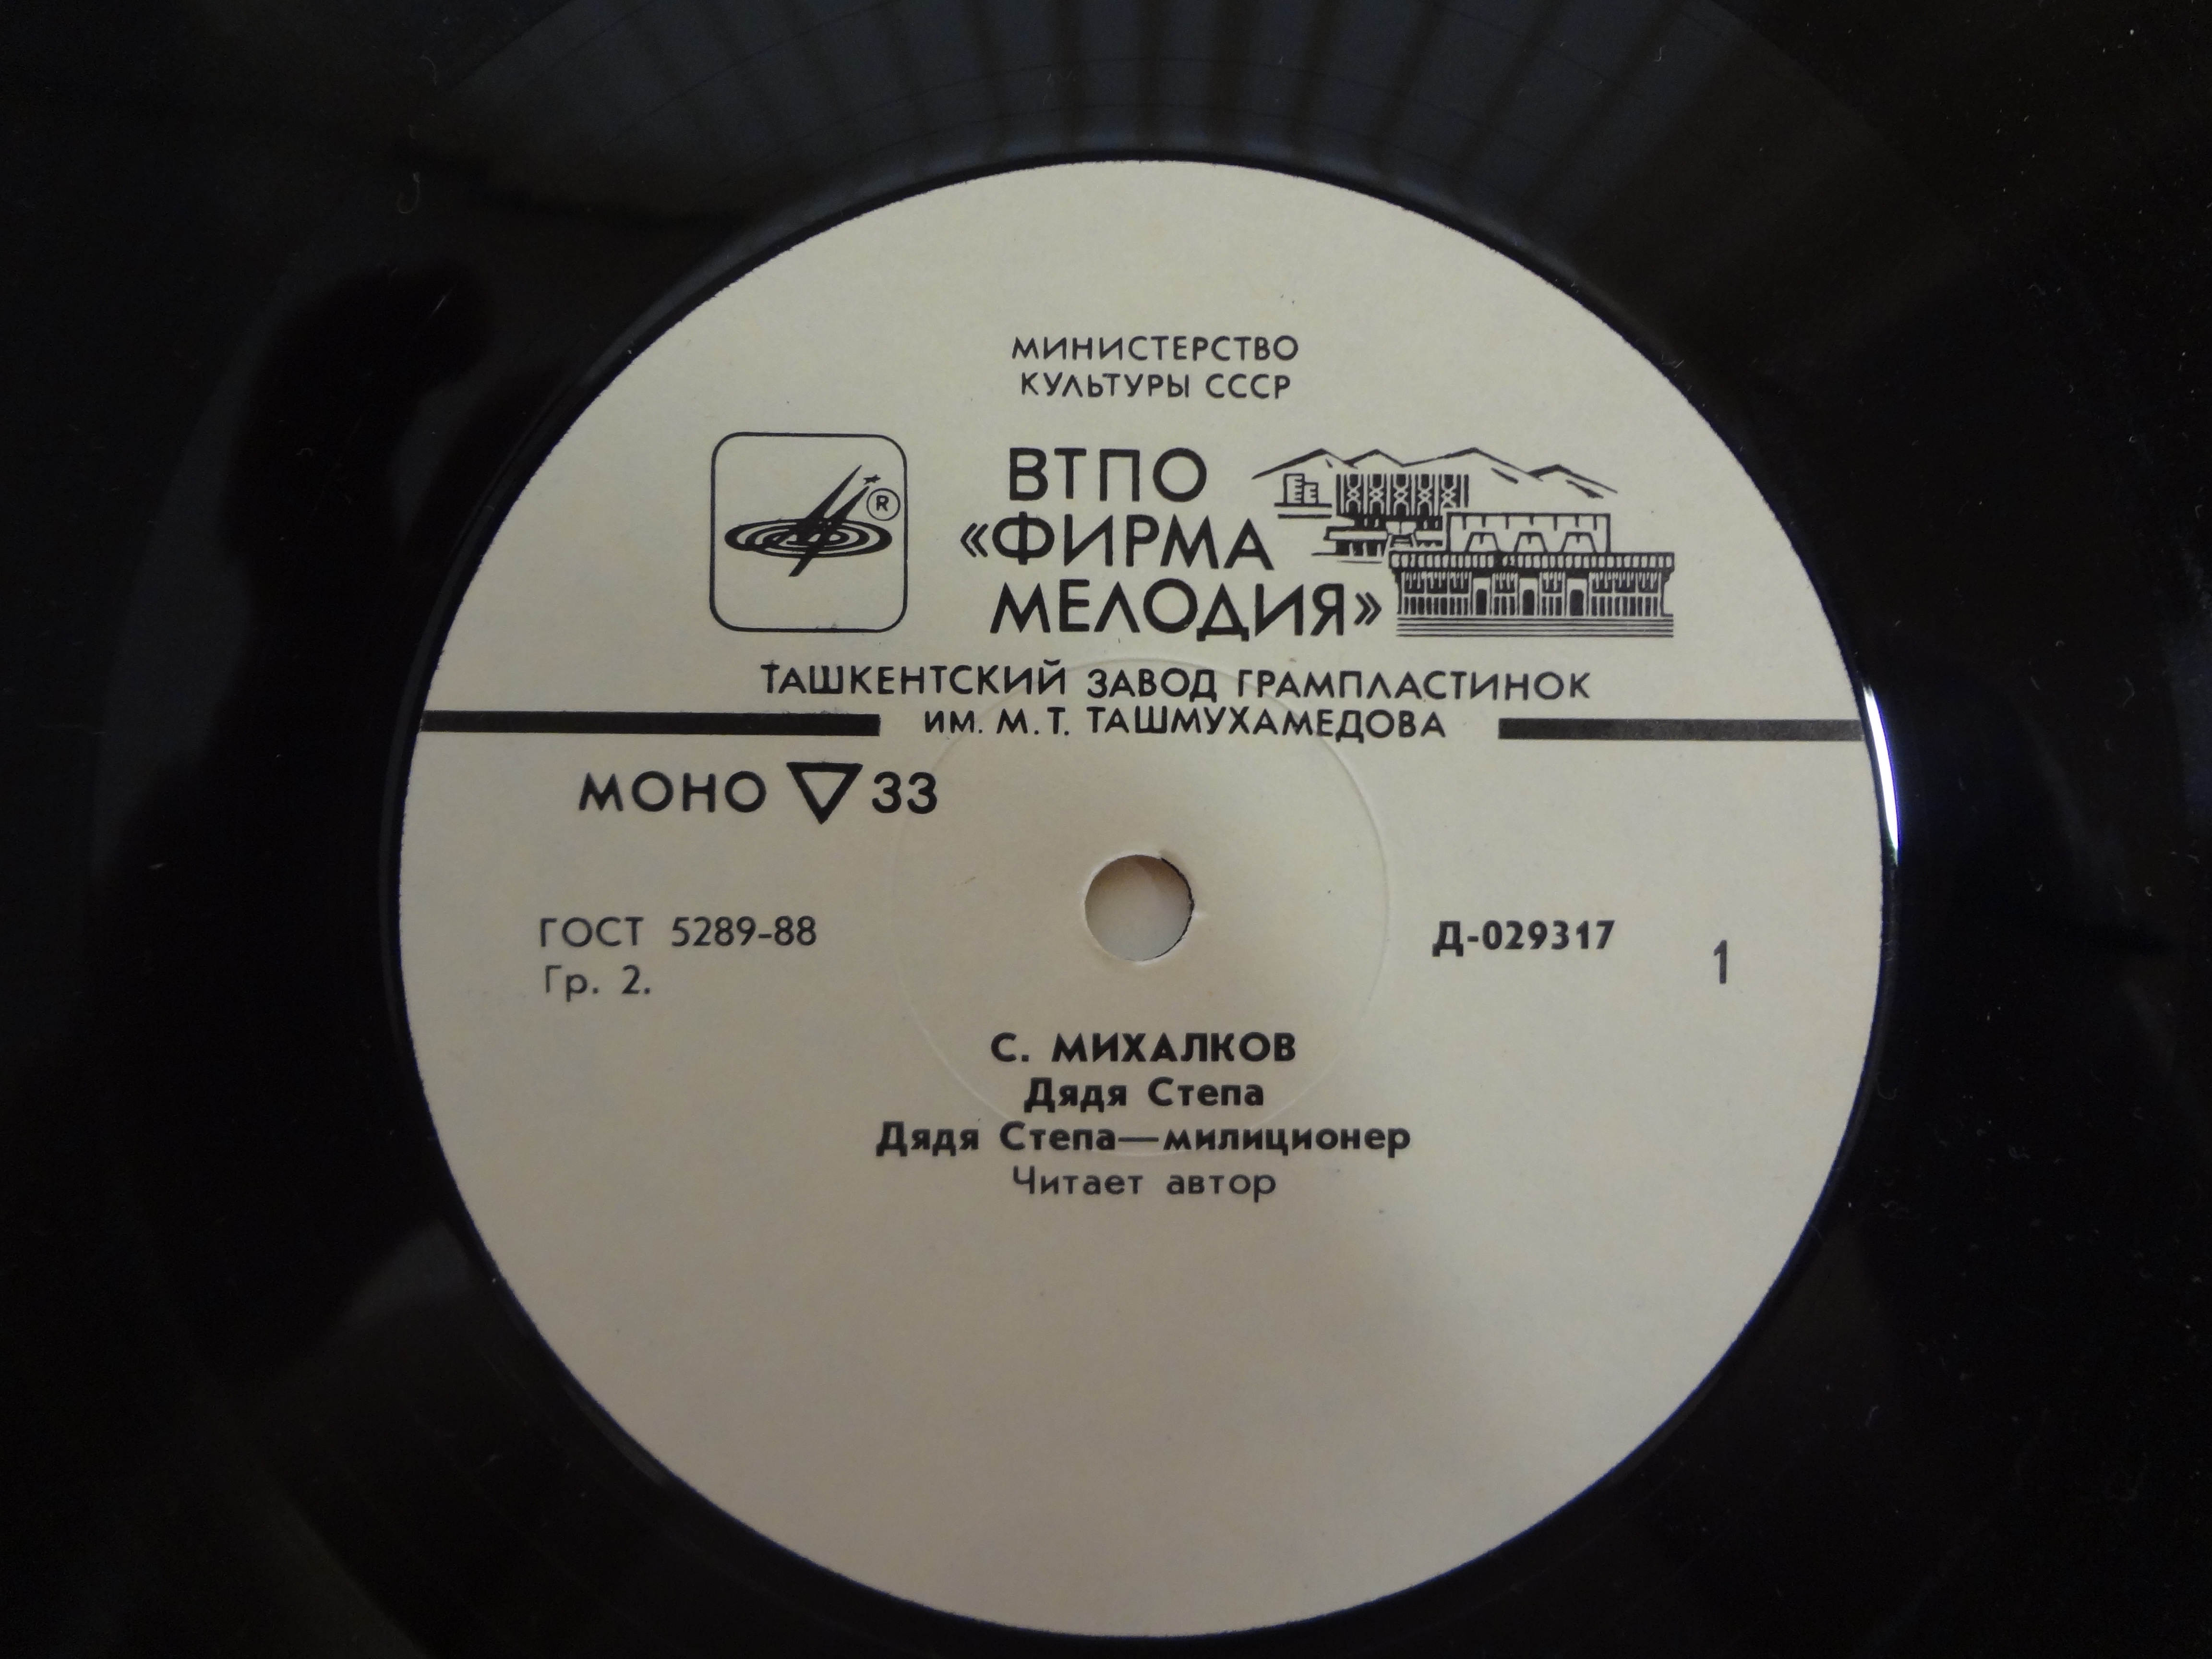 МИНИСТЕРСТВО
КУЛЬТУРЫ СССР
®
ВТПО
«ФИРМА
МЕЛОДИЯ»
ТАШКЕНТСКИЙ ЗАВОД ГРАМПЛАСТИНОК
ИМ. М.Т. ТАШМУХАМЕДОВА
МОНО ▽ 33
ГОСТ 5289-88
Гр. 2.
Д-029317
1
С. МИХАЛКОВ
Дядя Степа
Дядя Степа—милиционер
Читает автор